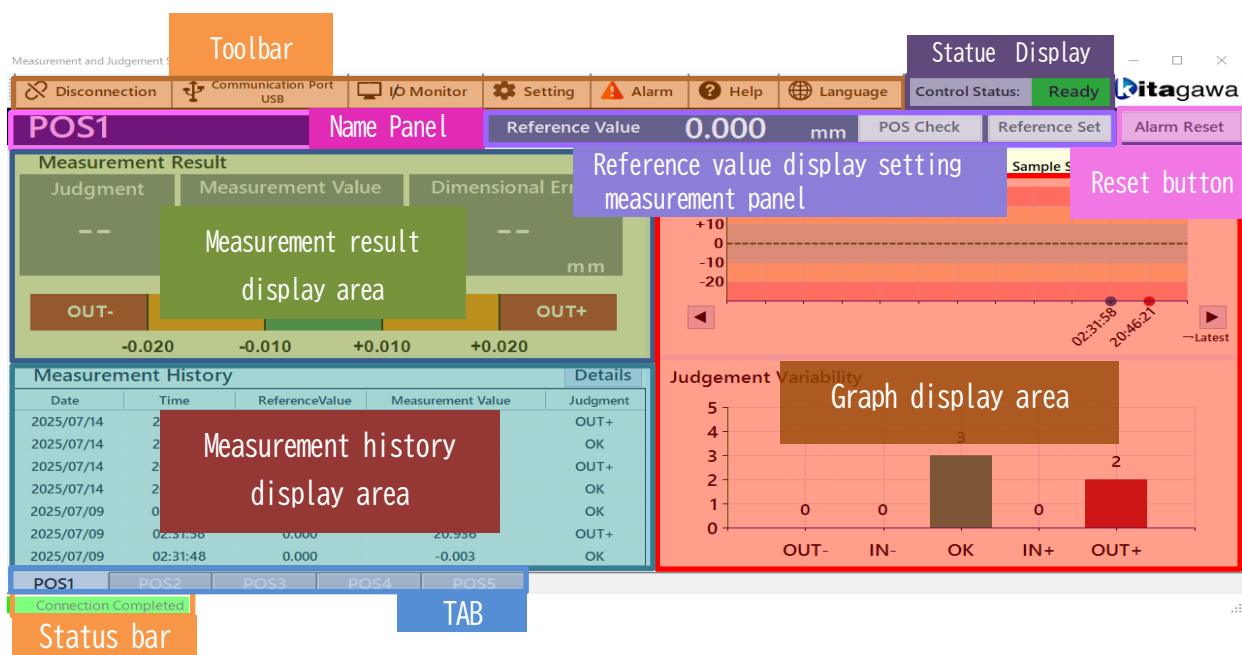 Toolbar
Statue Display
Measurement and Judgement S
Disconnection
Communication Port
USB
I/O Monitor
Setting
Alarm
Help
Language
Control Status:
Ready
Kitagawa
POS1
Name Panel
Reference Value
0.000
mm
POS Check
Reference Set
Alarm Reset
Measurement Result
Reference value display setting
measurement panel
Sample S
Reset button
Judgment
Measurement Value
Dimensional Err
--
--
mm
Measurement result
display area
OUT-
OUT+
-0.020
-0.010
+0.010
+0.020
+10
0
-10
-20
02:31:58
20:46:21
→Latest
Measurement History
Details
Date
Time
ReferenceValue
Measurement Value
Judgment
2025/07/14
2
OUT+
2025/07/14
2
OK
2025/07/14
2
OUT+
2025/07/14
2
OK
2025/07/09
0
OK
2025/07/09
02:31:58
0.000
20.936
OUT+
2025/07/09
02:31:48
0.000
-0.003
OK
Measurement history
display area
Judgement Variability
Graph display area
5
4
3
2
1
0
0
0
3
0
2
OUT-
IN-
OK
IN+
OUT+
POS1
POS2
POS3
POS4
POS5
Connection Completed
TAB
Status bar